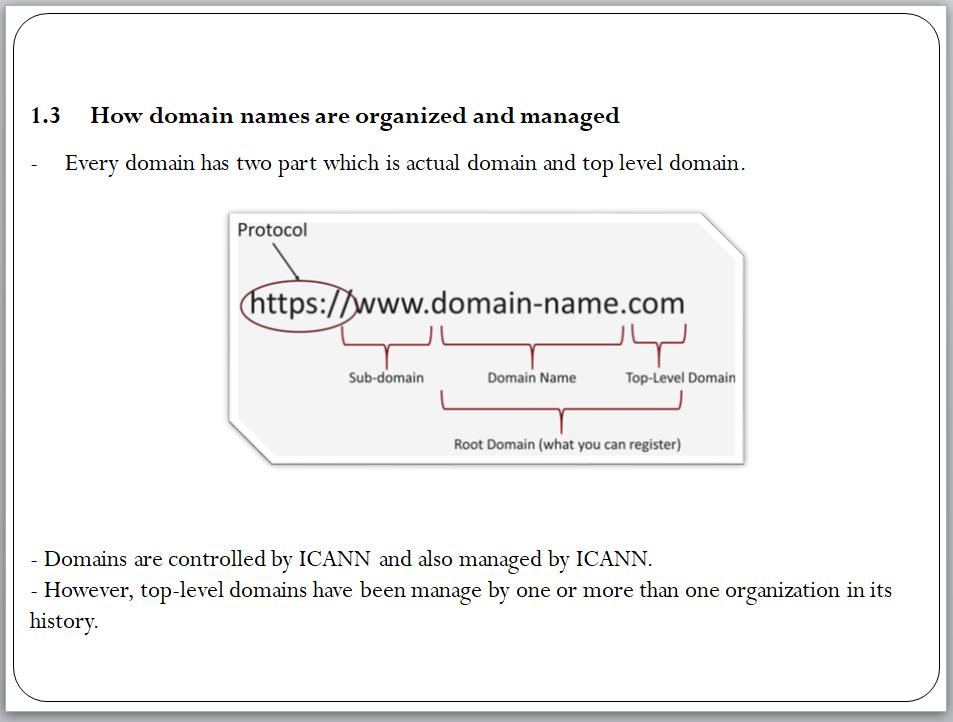 1.3 How domain names are organized and managed
- Every domain has two part which is actual domain and top level domain.
Protocol
https://www.domain-name.com
Sub-domain Domain Name Top-Level Domain
Root Domain (what you can register)
- Domains are controlled by ICANN and also managed by ICANN.
- However, top-level domains have been manage by one or more than one organization in its
history.